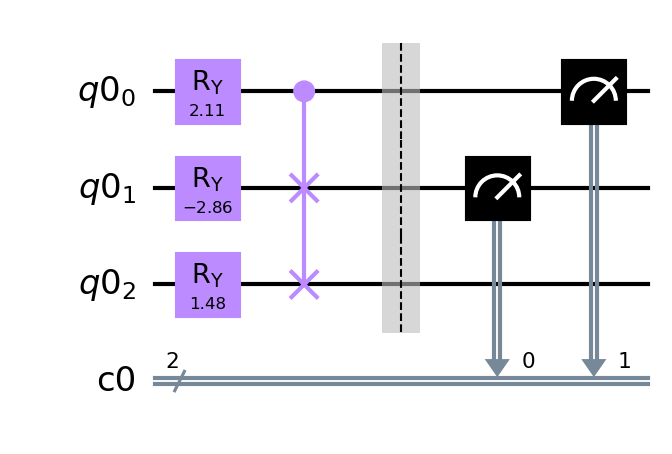 q0₀ R_Y 2.11
q0₁ R_Y −2.86
q0₂ R_Y 1.48
c0 2 0 1